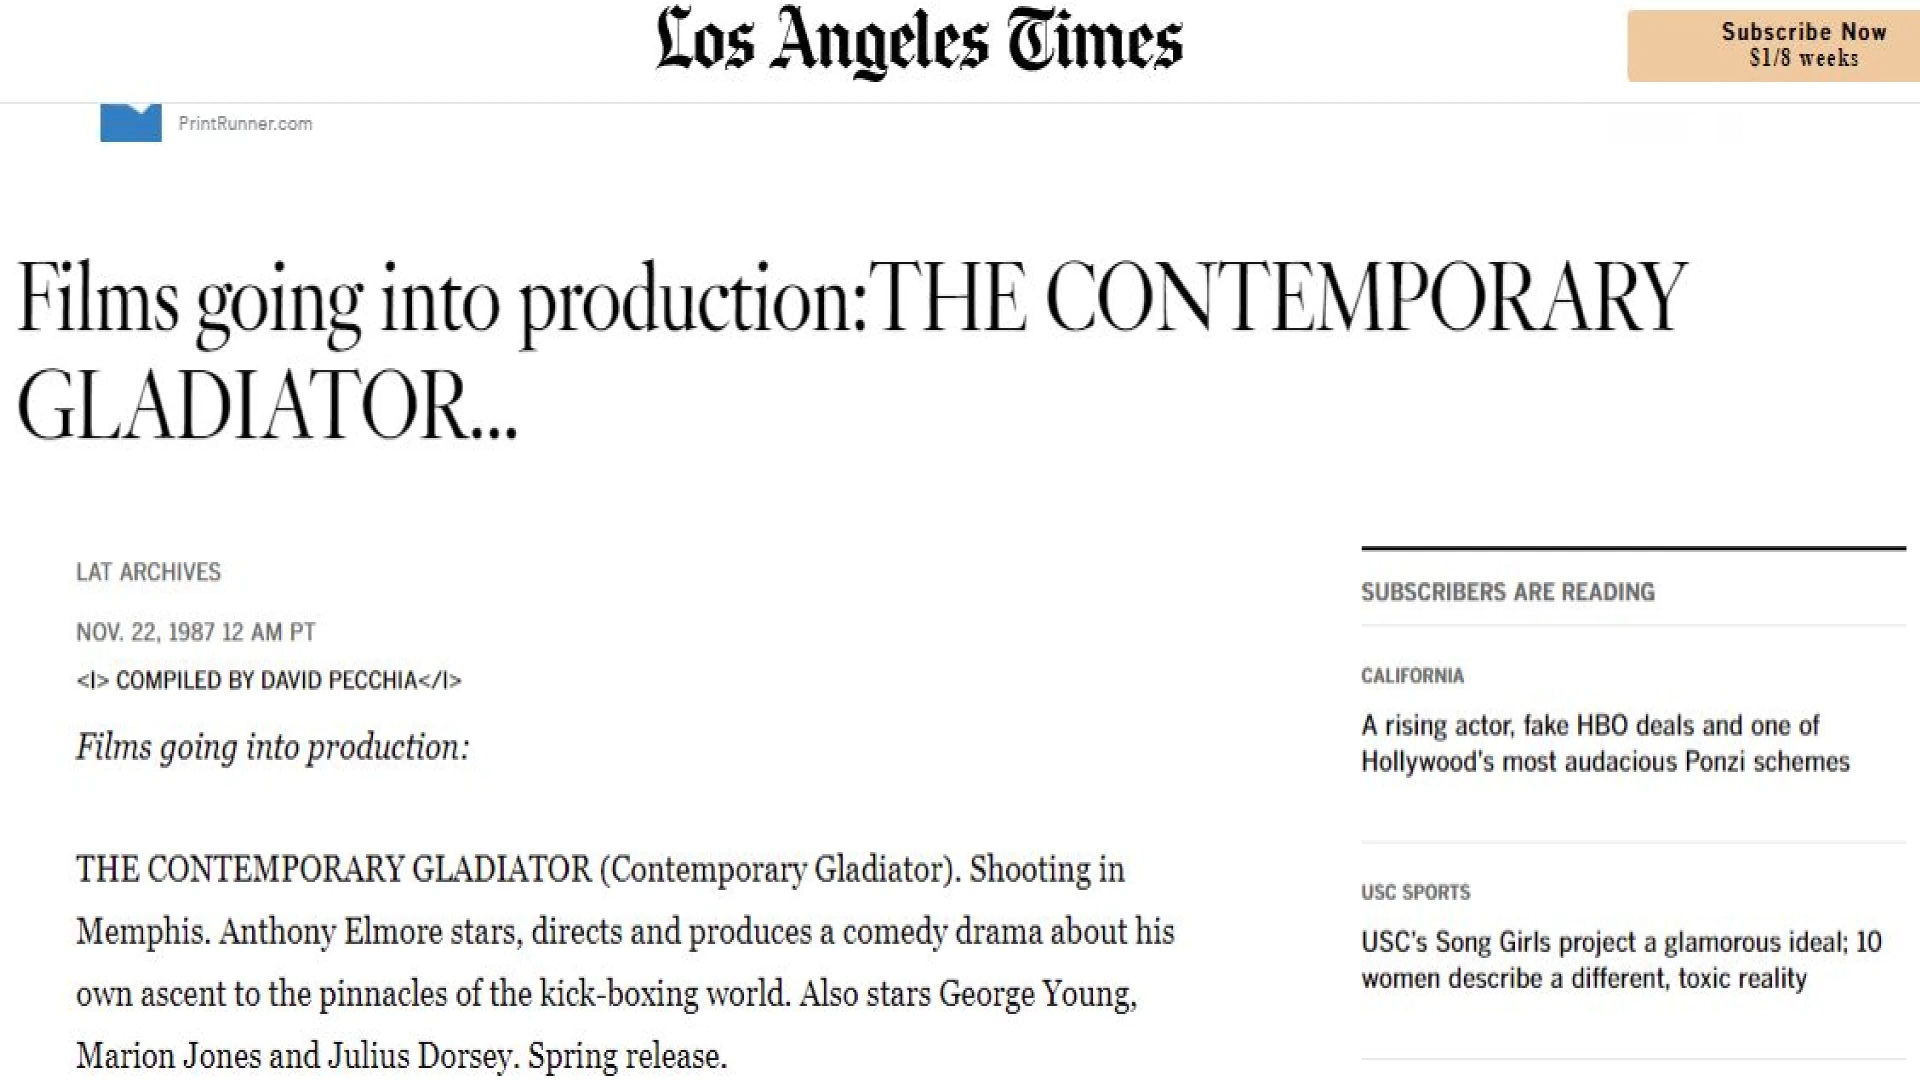 Los Angeles Times
Subscribe Now
$1/8 weeks
PrintRunner.com
Films going into production:THE CONTEMPORARY
GLADIATOR...
LAT ARCHIVES
NOV. 22, 1987 12 AM PT
<I> COMPILED BY DAVID PECCHIA</I>
Films going into production:
THE CONTEMPORARY GLADIATOR (Contemporary Gladiator). Shooting in
Memphis. Anthony Elmore stars, directs and produces a comedy drama about his
own ascent to the pinnacles of the kick-boxing world. Also stars George Young,
Marion Jones and Julius Dorsey. Spring release.
SUBSCRIBERS ARE READING
CALIFORNIA
A rising actor, fake HBO deals and one of
Hollywood's most audacious Ponzi schemes
USC SPORTS
USC's Song Girls project a glamorous ideal; 10
women describe a different, toxic reality